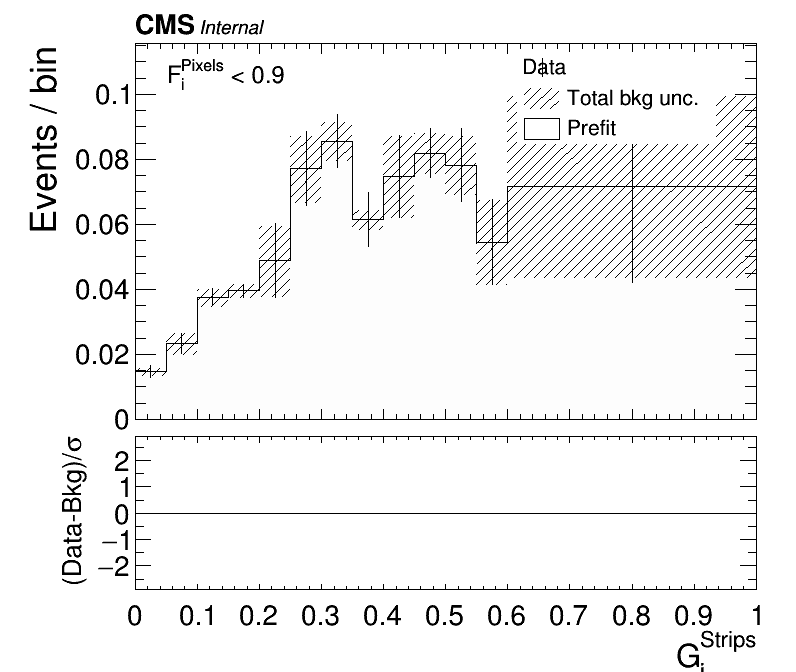 CMS Internal
F_i^Pixels < 0.9
Data
Total bkg unc.
Prefit
Events / bin
0.1
0.08
0.06
0.04
0.02
0
(Data-Bkg)/σ
2
1
0
−1
−2
0 0.1 0.2 0.3 0.4 0.5 0.6 0.7 0.8 0.9 1
G_i^Strips